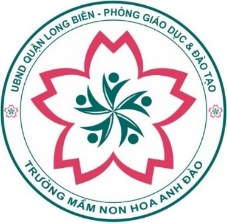 UBND QUẬN LONG BIÊN - PHÒNG GIÁO DỤC & ĐÀO TẠO
TRƯỜNG MẦM NON HOA ANH ĐÀO